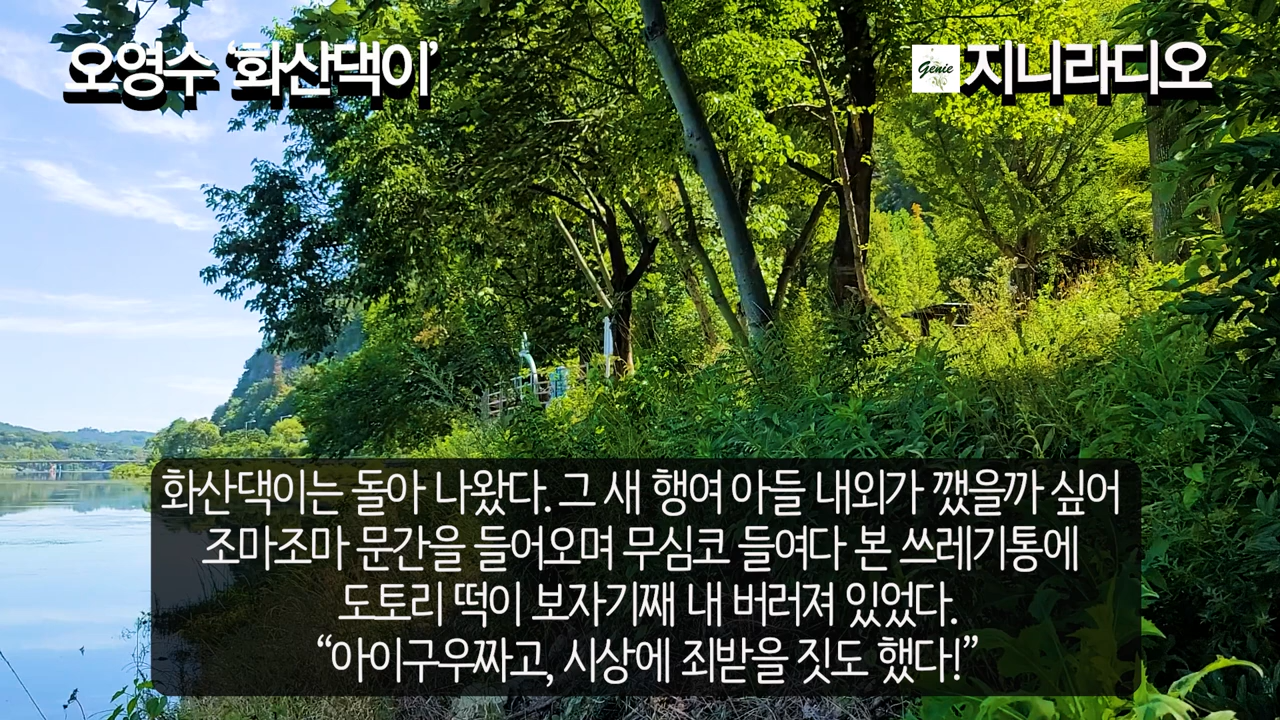 오영수 ‘화산댁이’
Genie 지니라디오
화산댁이는 돌아 나왔다. 그 새 행여 아들 내외가 깼을까 싶어
조마조마 문간을 들어오며 무심코 들여다 본 쓰레기통에
도토리 떡이 보자기째 내 버러져 있었다.
“아이구우짜고, 시상에 죄받을 짓도 했다!”